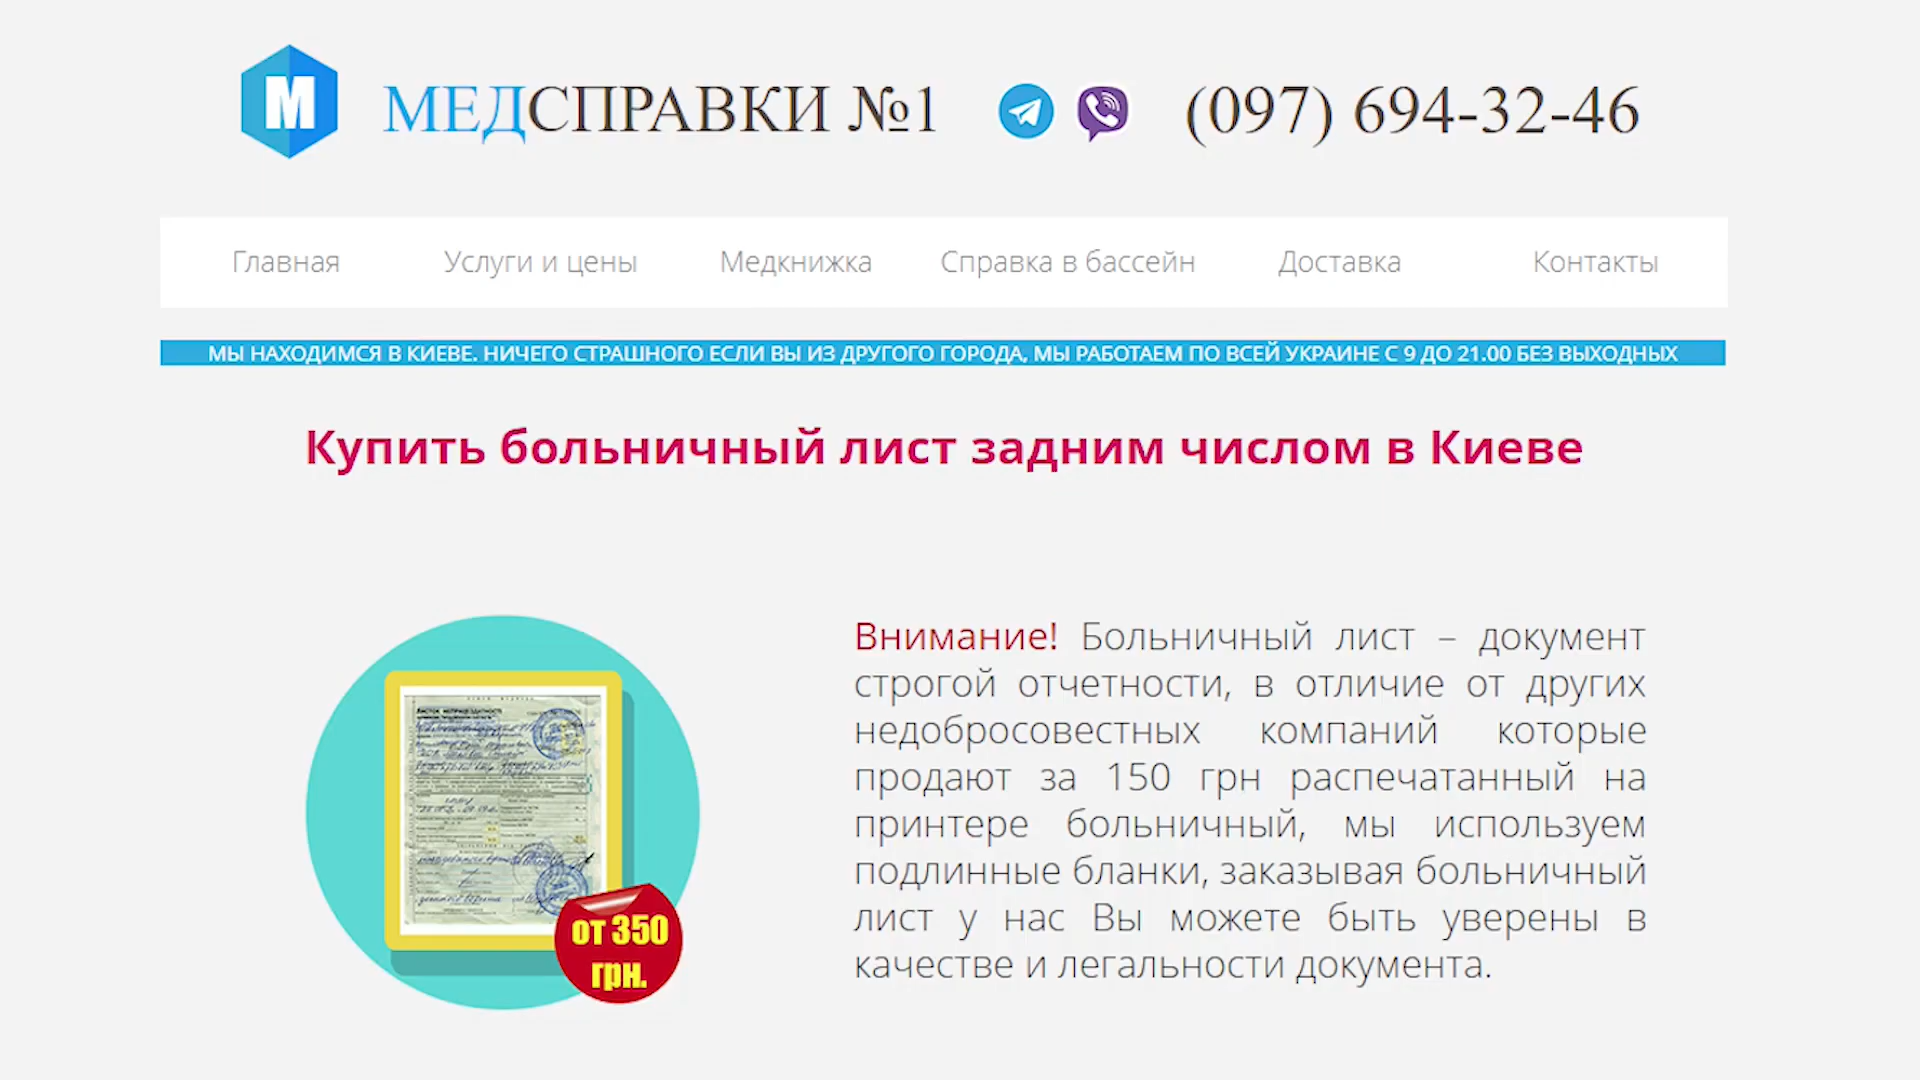 М
МЕДСПРАВКИ №1
(097) 694-32-46
Главная Услуги и цены Медкнижка Справка в бассейн Доставка Контакты
МЫ НАХОДИМСЯ В КИЕВЕ. НИЧЕГО СТРАШНОГО ЕСЛИ ВЫ ИЗ ДРУГОГО ГОРОДА, МЫ РАБОТАЕМ ПО ВСЕЙ УКРАИНЕ С 9 ДО 21.00 БЕЗ ВЫХОДНЫХ
Купить больничный лист задним числом в Киеве
Внимание! Больничный лист – документ
строгой отчетности, в отличие от других
недобросовестных компаний которые
продают за 150 грн распечатанный на
принтере больничный, мы используем
подлинные бланки, заказывая больничный
лист у нас Вы можете быть уверены в
качестве и легальности документа.
от 350
грн.